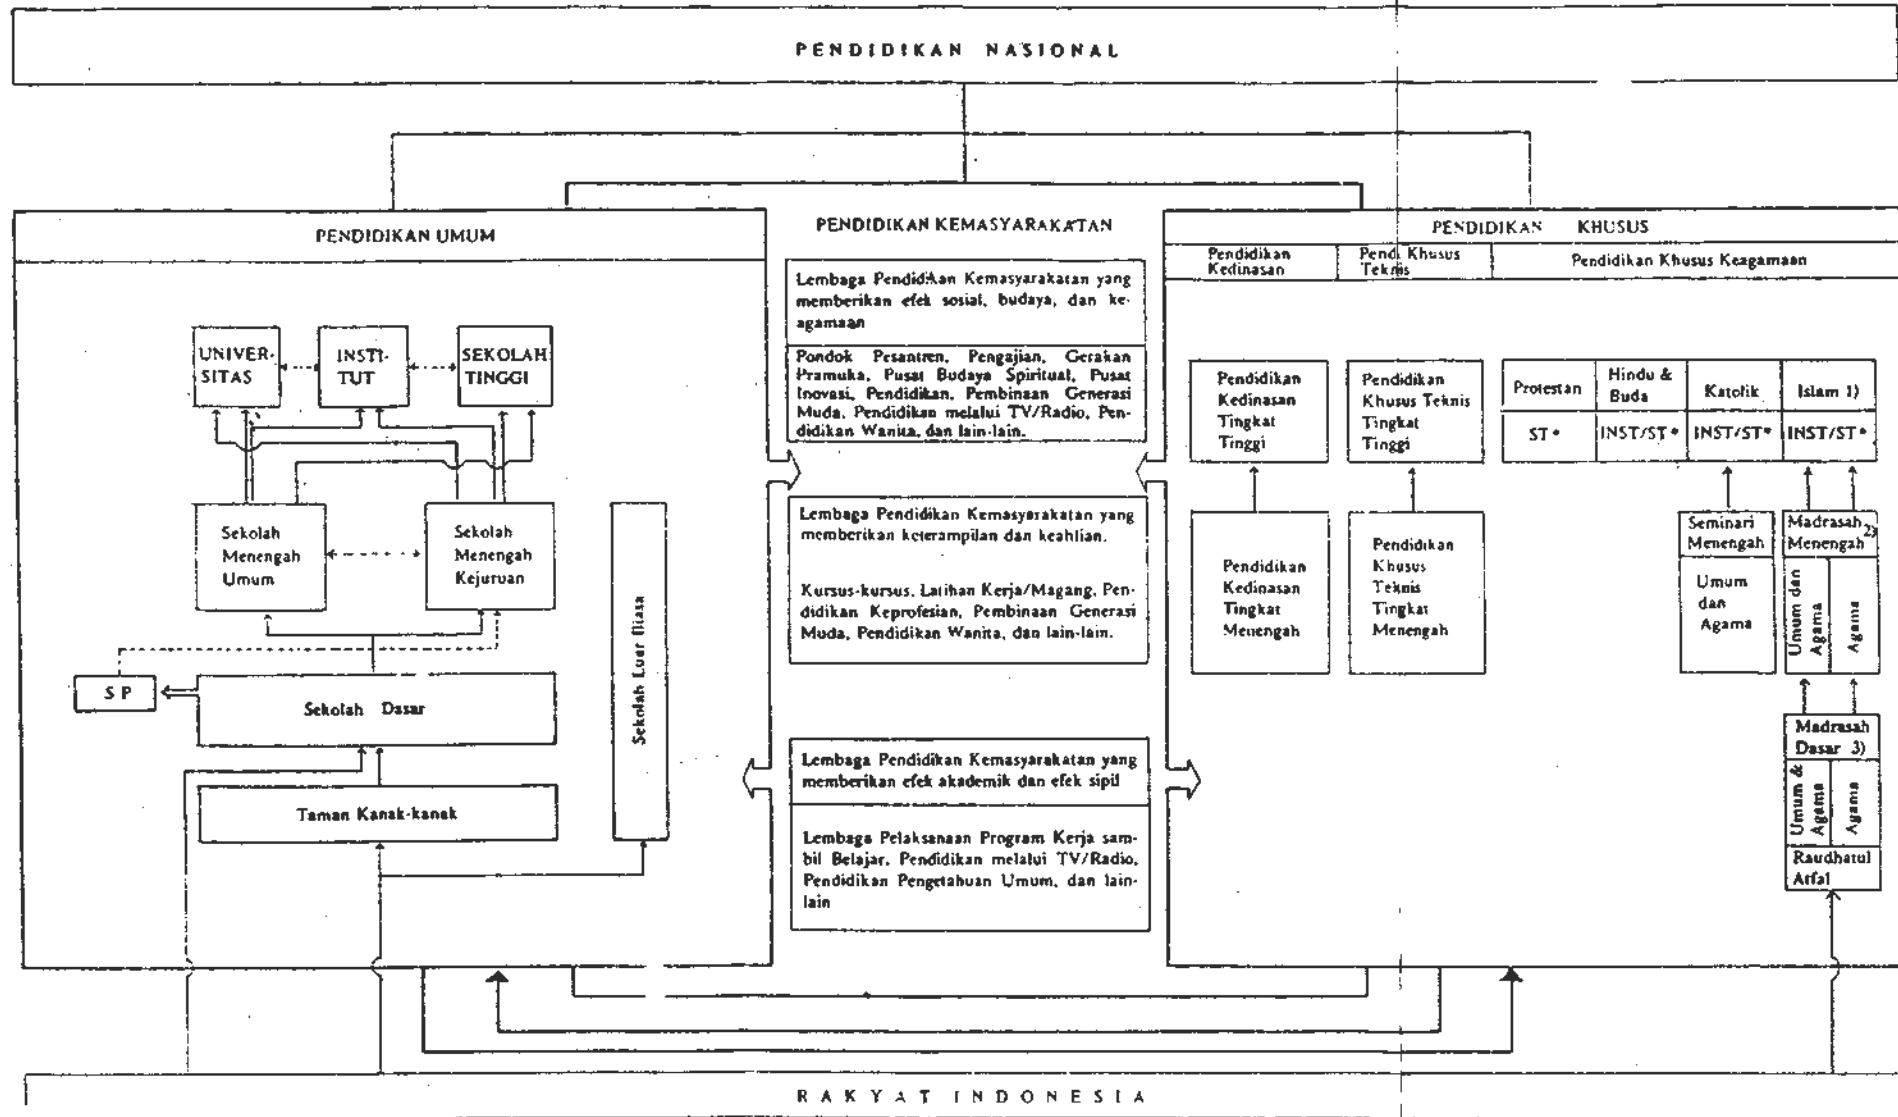 PENDIDIKAN NASIONAL
PENDIDIKAN UMUM
UNIVER-
SITAS
INSTI-
TUT
SEKOLAH
TINGGI
Sekolah
Menengah
Umum
Sekolah
Menengah
Kejuruan
S P
Sekolah Dasar
Taman Kanak-kanak
Sekolah Luar Biasa
PENDIDIKAN KEMASYARAKATAN
Lembaga Pendidikan Kemasyarakatan yang
memberikan efek sosial, budaya, dan ke-
agamaan
Pondok Pesantren, Pengajian, Gerakan
Pramuka, Pusat Budaya Spiritual, Pusat
Inovasi, Pendidikan, Pembinaan Generasi
Muda, Pendidikan melalui TV/Radio, Pen-
didikan Wanita, dan lain-lain.
Lembaga Pendidikan Kemasyarakatan yang
memberikan keterampilan dan keahlian.
Kursus-kursus, Latihan Kerja/Magang, Pen-
didikan Keprofesian, Pembinaan Generasi
Muda, Pendidikan Wanita, dan lain-lain.
Lembaga Pendidikan Kemasyarakatan yang
memberikan efek akademik dan efek sipil
Lembaga Pelaksanaan Program Kerja sam-
bil Belajar, Pendidikan melalui TV/Radio,
Pendidikan Pengetahuan Umum, dan lain-
lain
PENDIDIKAN KHUSUS
Pendidikan
Kedinasan
Pendi Khusus
Teknis
Pendidikan Khusus Keagamaan
Pendidikan
Kedinasan
Tingkat
Tinggi
Pendidikan
Khusus Teknis
Tingkat
Tinggi
Protestan
Hindu &
Buda
Katolik
Islam 1)
ST*
INST/ST*
INST/ST*
INST/ST*
Pendidikan
Kedinasan
Tingkat
Menengah
Pendidikan
Khusus
Teknis
Tingkat
Menengah
Seminari
Menengah
Umum
dan
Agama
Madrasah
Menengah 2)
Umum dan
Agama
Agama
Madrasah
Dasar 3)
Umum &
Agama
Agama
Raudhatul
Atfal
RAKYAT INDONESIA